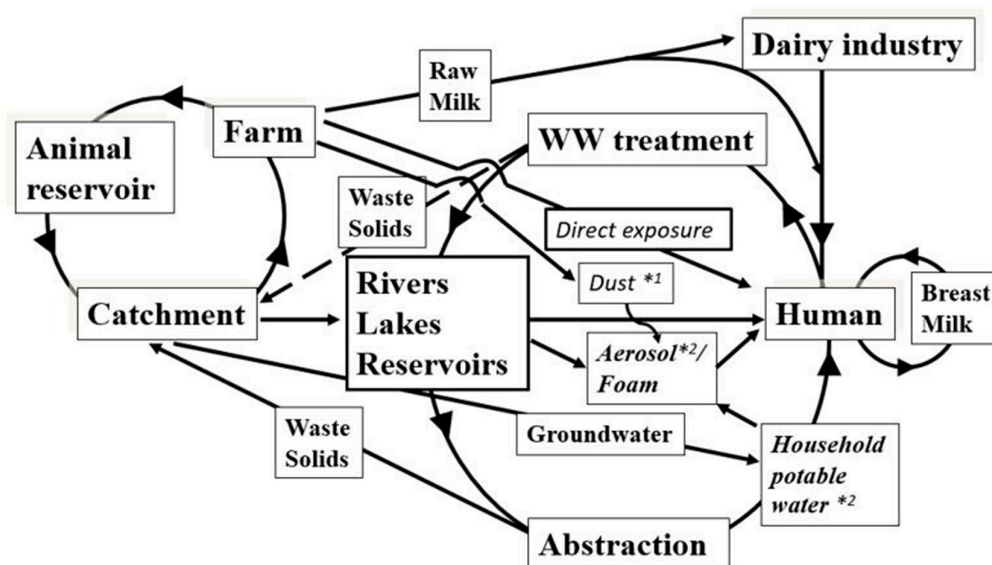 Dairy industry
Raw
Milk
Farm
WW treatment
Animal
reservoir
Waste
Solids
Direct exposure
Dust *1
Rivers
Lakes
Reservoirs
Catchment
Human
Breast
Milk
Aerosol*2/
Foam
Waste
Solids
Groundwater
Household
potable
water *2
Abstraction